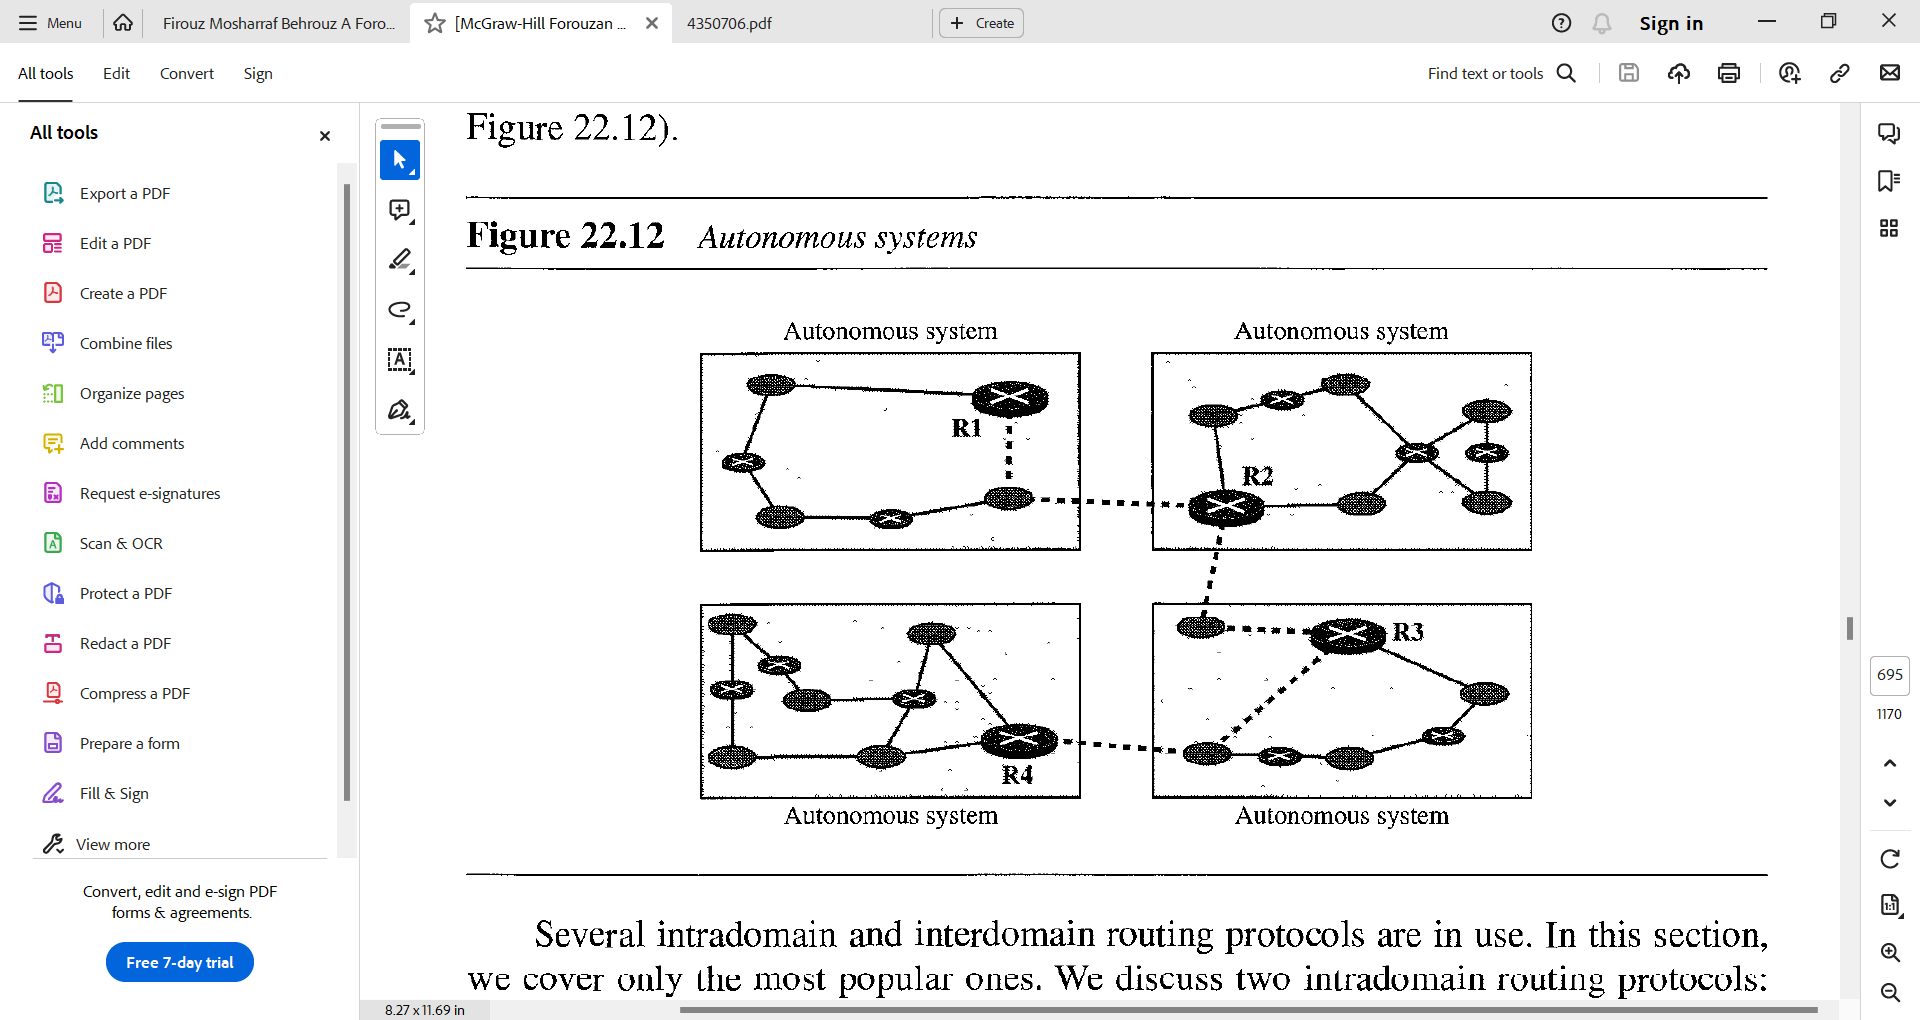 Menu
Firouz Mosharraf Behrouz A Foro...
[McGraw-Hill Forouzan ...
4350706.pdf
Create
Sign in
All tools
Edit
Convert
Sign
Find text or tools
All tools
Export a PDF
Edit a PDF
Create a PDF
Combine files
Organize pages
Add comments
Request e-signatures
Scan & OCR
Protect a PDF
Redact a PDF
Compress a PDF
Prepare a form
Fill & Sign
View more
Convert, edit and e-sign PDF
forms & agreements.
Free 7-day trial
Figure 22.12).
Figure 22.12 Autonomous systems
Autonomous system
Autonomous system
R1
R2
R3
R4
Autonomous system
Autonomous system
Several intradomain and interdomain routing protocols are in use. In this section,
we cover only the most popular ones. We discuss two intradomain routing protocols:
8.27 x 11.69 in
695
1170
1:1